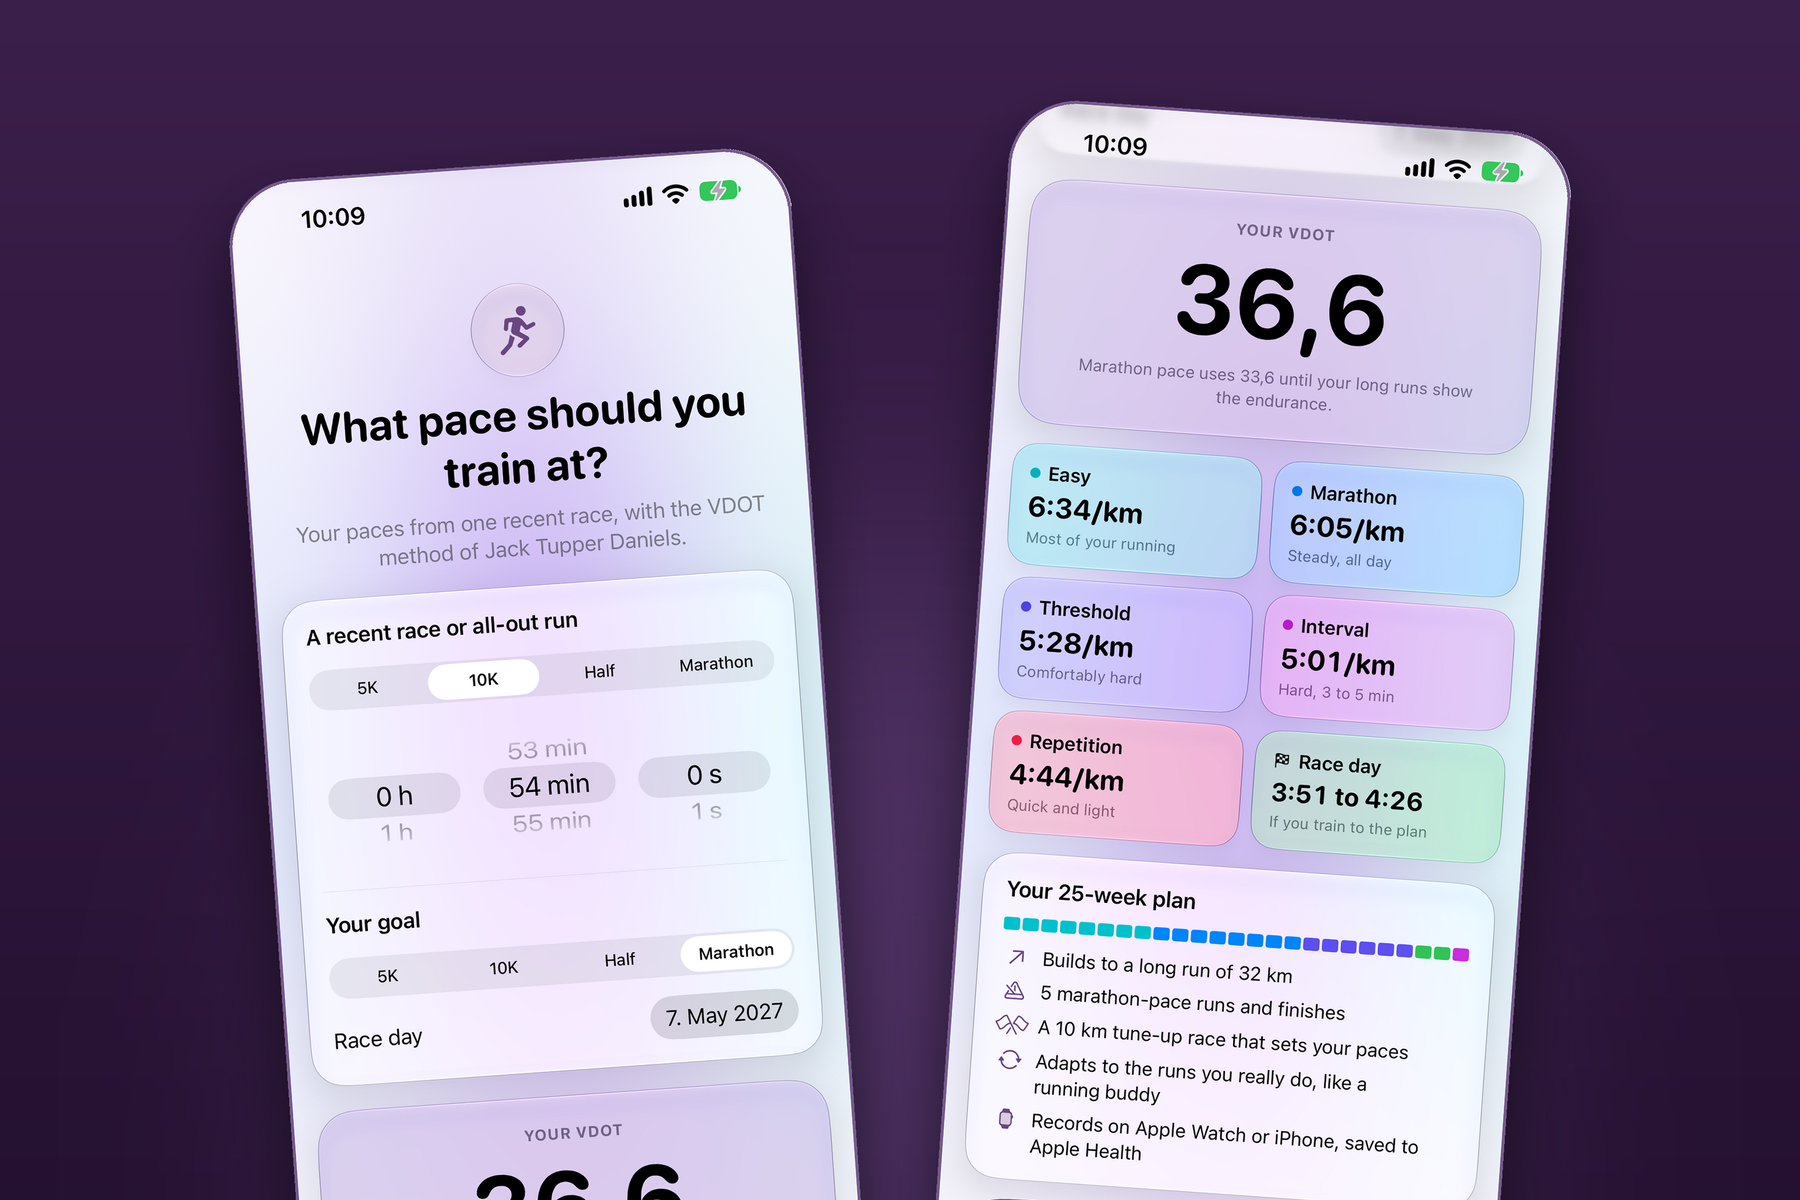 10:09
What pace should you
train at?
Your paces from one recent race, with the VDOT
method of Jack Tupper Daniels.
A recent race or all-out run
5K 10K Half Marathon
53 min
0 h 54 min 0 s
1 h 55 min 1 s
Your goal
5K 10K Half Marathon
Race day 7. May 2027
YOUR VDOT
36,6
10:09
YOUR VDOT
36,6
Marathon pace uses 33,6 until your long runs show
the endurance.
Easy
6:34/km
Most of your running
Marathon
6:05/km
Steady, all day
Threshold
5:28/km
Comfortably hard
Interval
5:01/km
Hard, 3 to 5 min
Repetition
4:44/km
Quick and light
Race day
3:51 to 4:26
If you train to the plan
Your 25-week plan
Builds to a long run of 32 km
5 marathon-pace runs and finishes
A 10 km tune-up race that sets your paces
Adapts to the runs you really do, like a
running buddy
Records on Apple Watch or iPhone, saved to
Apple Health